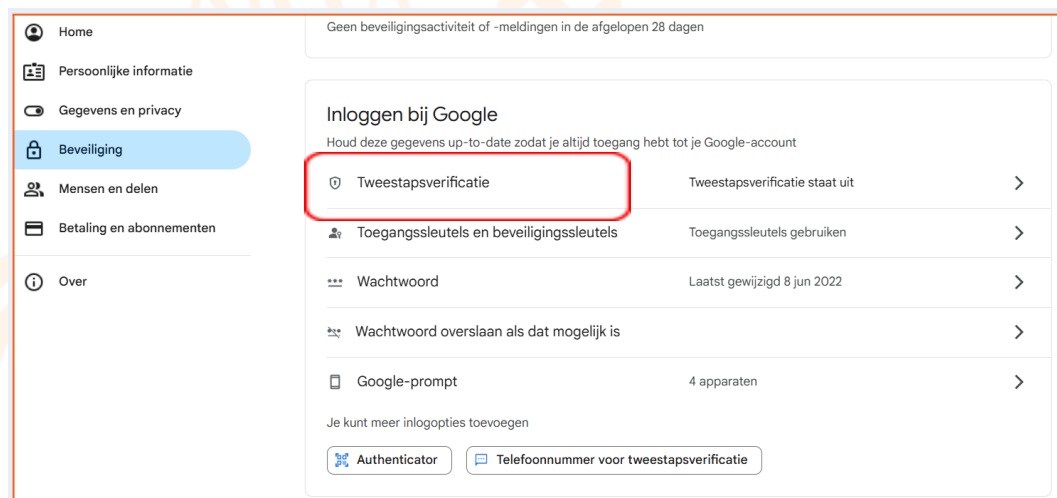 Home
Persoonlijke informatie
Gegevens en privacy
Beveiliging
Mensen en delen
Betaling en abonnementen
Over
Geen beveiligingsactiviteit of -meldingen in de afgelopen 28 dagen
Inloggen bij Google
Houd deze gegevens up-to-date zodat je altijd toegang hebt tot je Google-account
Tweestapsverificatie Tweestapsverificatie staat uit
Toegangssleutels en beveiligingssleutels Toegangssleutels gebruiken
Wachtwoord Laatst gewijzigd 8 jun 2022
Wachtwoord overslaan als dat mogelijk is
Google-prompt 4 apparaten
Je kunt meer inlogopties toevoegen
Authenticator Telefoonnummer voor tweestapsverificatie